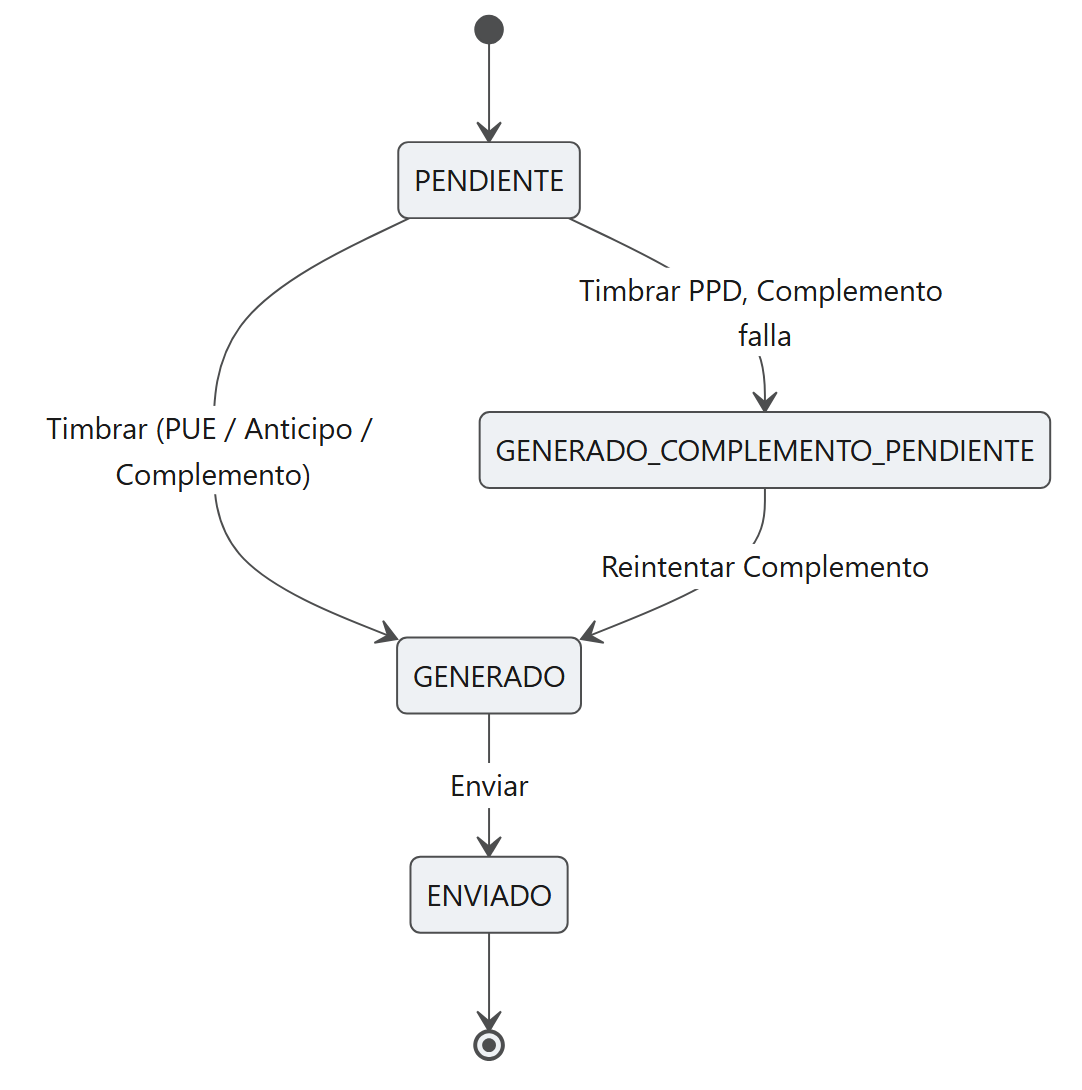 PENDIENTE
Timbrar PPD, Complemento
falla
Timbrar (PUE / Anticipo /
Complemento)
GENERADO_COMPLEMENTO_PENDIENTE
Reintentar Complemento
GENERADO
Enviar
ENVIADO